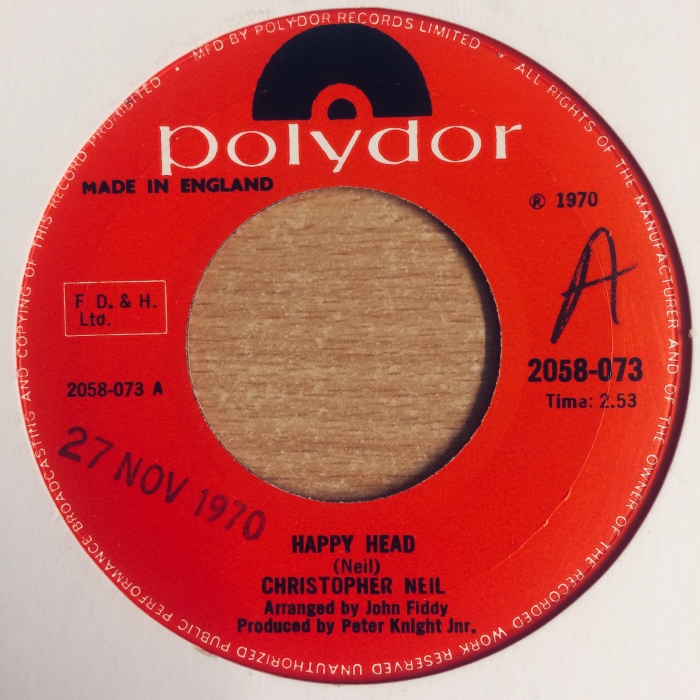 MFD BY POLYDOR RECORDS LIMITED • ALL RIGHTS OF THE MANUFACTURER AND OF THE OWNER OF THE RECORDED WORK RESERVED UNAUTHORIZED PUBLIC PERFORMANCE BROADCASTING AND COPYING OF THIS RECORD PROHIBITED •
polydor
MADE IN ENGLAND
℗ 1970
A
F. D. & H.
Ltd.
2058-073
2058-073 A
Time: 2.53
27 NOV 1970
HAPPY HEAD
(Neil)
CHRISTOPHER NEIL
Arranged by John Fiddy
Produced by Peter Knight Jnr.